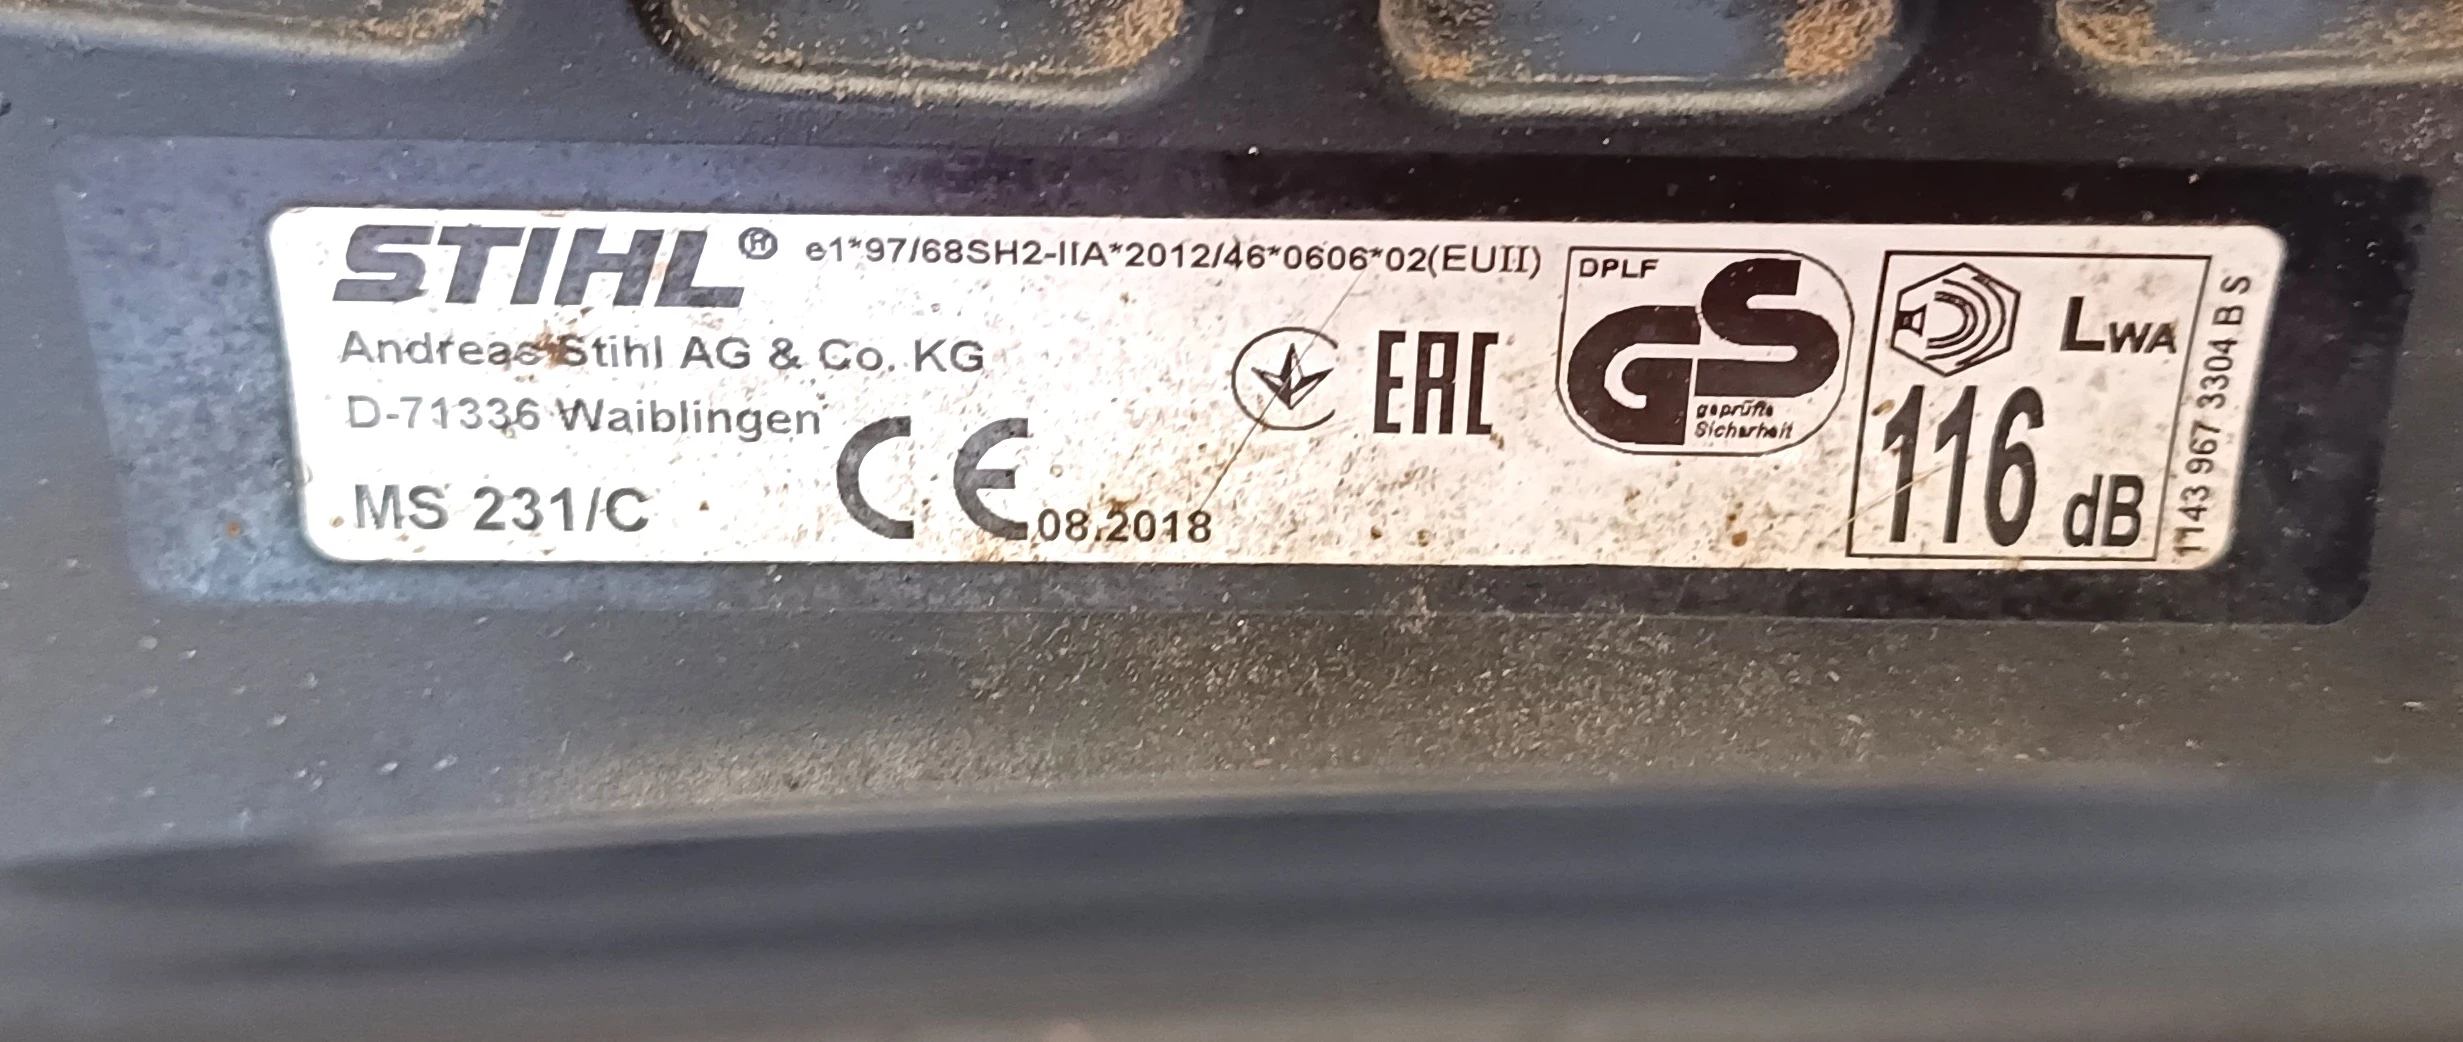 STIHL® e1*97/68SH2-IIA*2012/46*0606*02(EUII)
Andreas Stihl AG & Co. KG
D-71336 Waiblingen
MS 231/C
CE
08.2018
EAC
DPLF
GS
geprüfte
Sicherheit
LWA
116 dB
1143 967 3304 B S